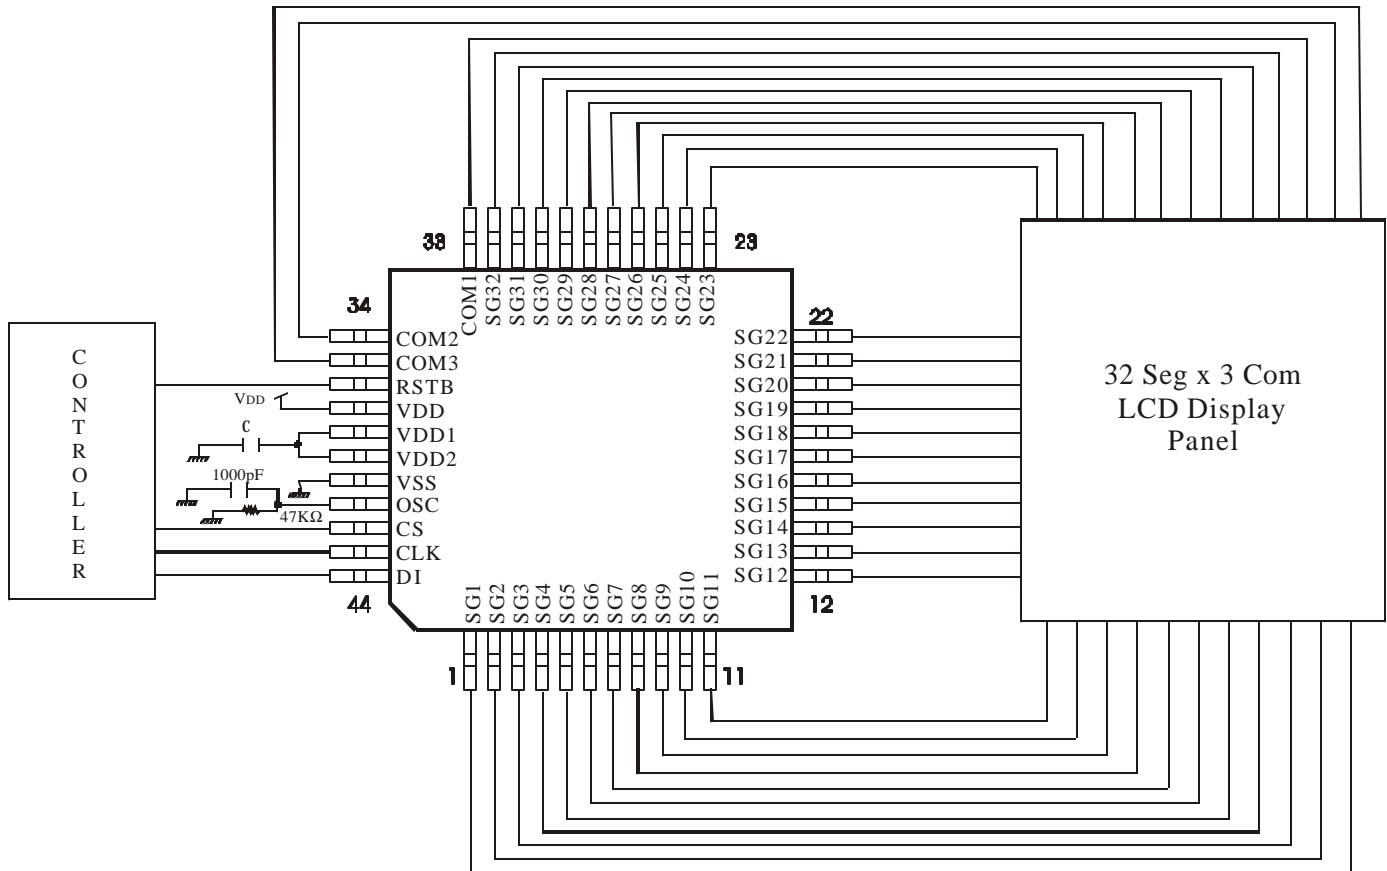 33
23
COM1
SG32
SG31
SG30
SG29
SG28
SG27
SG26
SG25
SG24
SG23
34
22
CONTROLLER
COM2
COM3
RSTB
VDD
VDD
VDD1
C
VDD2
VSS
1000pF
OSC
47KΩ
CS
CLK
DI
44
SG22
SG21
SG20
SG19
SG18
SG17
SG16
SG15
SG14
SG13
SG12
12
32 Seg x 3 Com
LCD Display
Panel
SG1
SG2
SG3
SG4
SG5
SG6
SG7
SG8
SG9
SG10
SG11
1
11